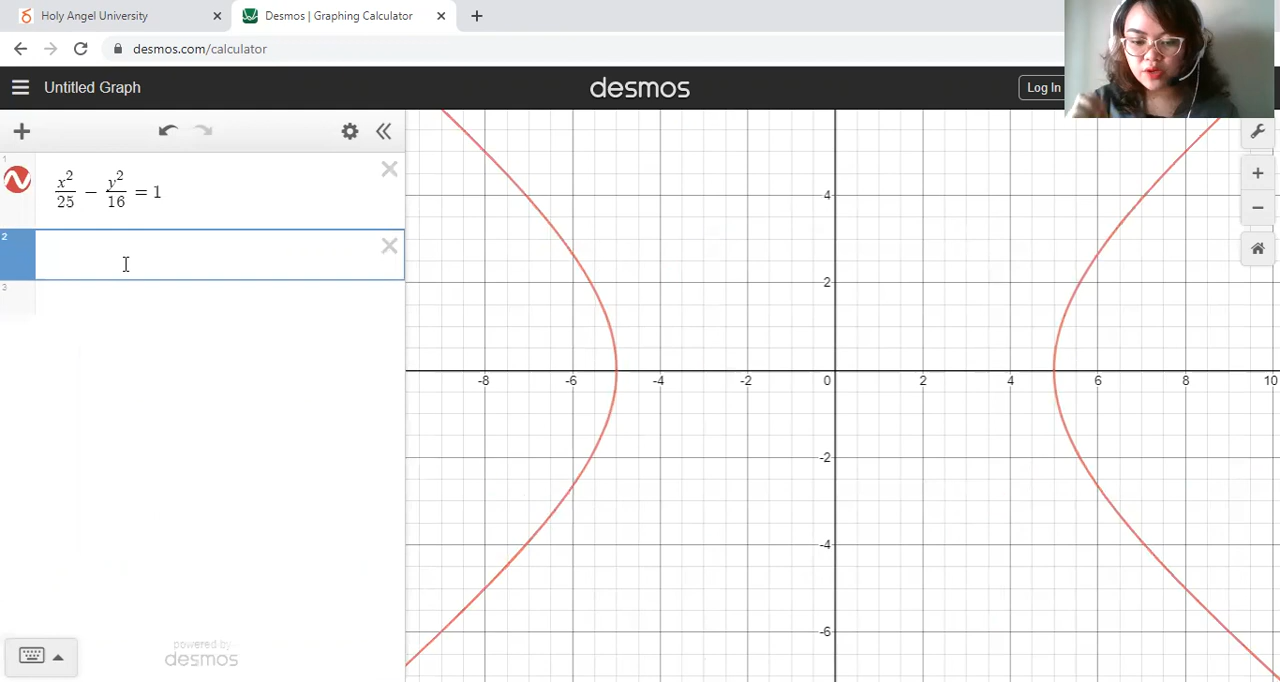 Holy Angel University
Desmos | Graphing Calculator
desmos.com/calculator
Untitled Graph
desmos
Log In
1
x²/25 − y²/16 = 1
2
3
4
2
-8 -6 -4 -2 0 2 4 6 8 10
-2
-4
-6
powered by
desmos